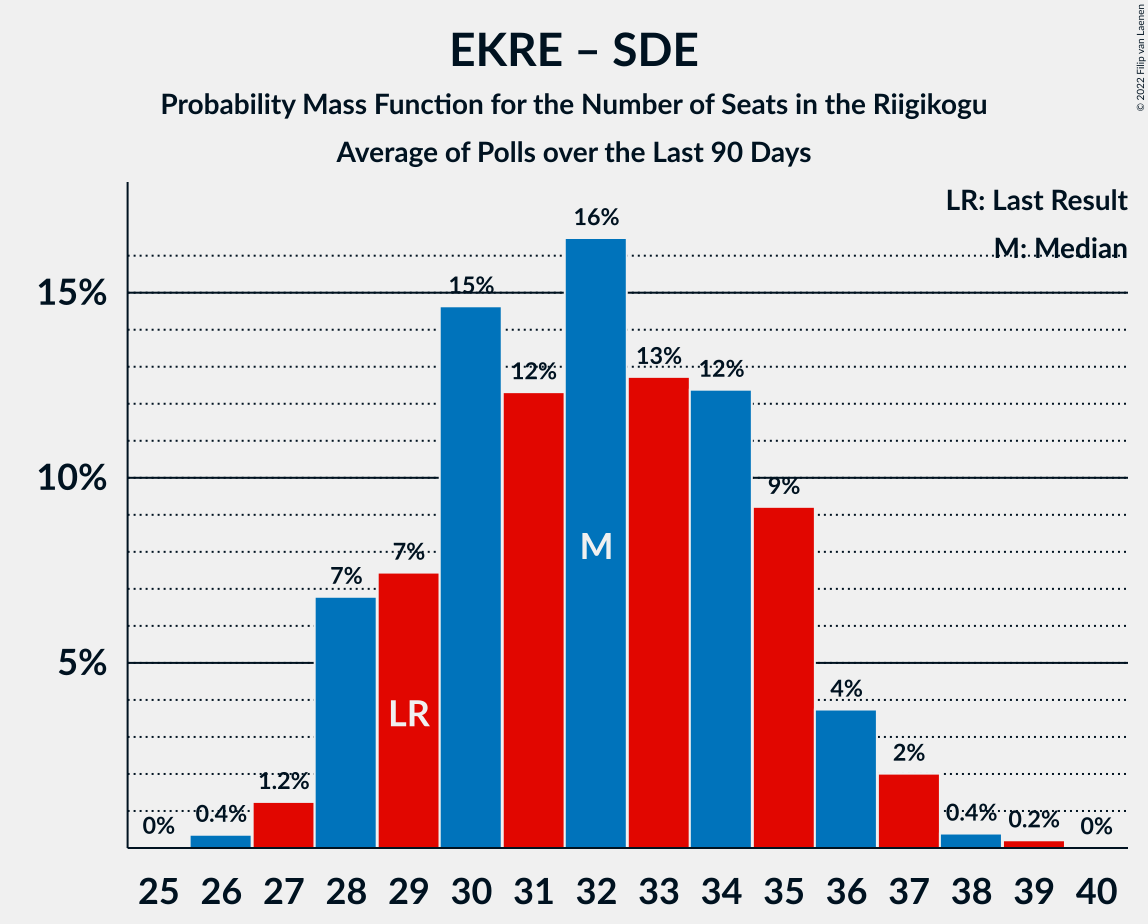 EKRE – SDE
Probability Mass Function for the Number of Seats in the Riigikogu
Average of Polls over the Last 90 Days
© 2022 Filip van Laenen
LR: Last Result
M: Median
15%
10%
5%
0%
0.4%
1.2%
7%
7%
15%
12%
16%
13%
12%
9%
4%
2%
0.4%
0.2%
0%
LR
M
25 26 27 28 29 30 31 32 33 34 35 36 37 38 39 40